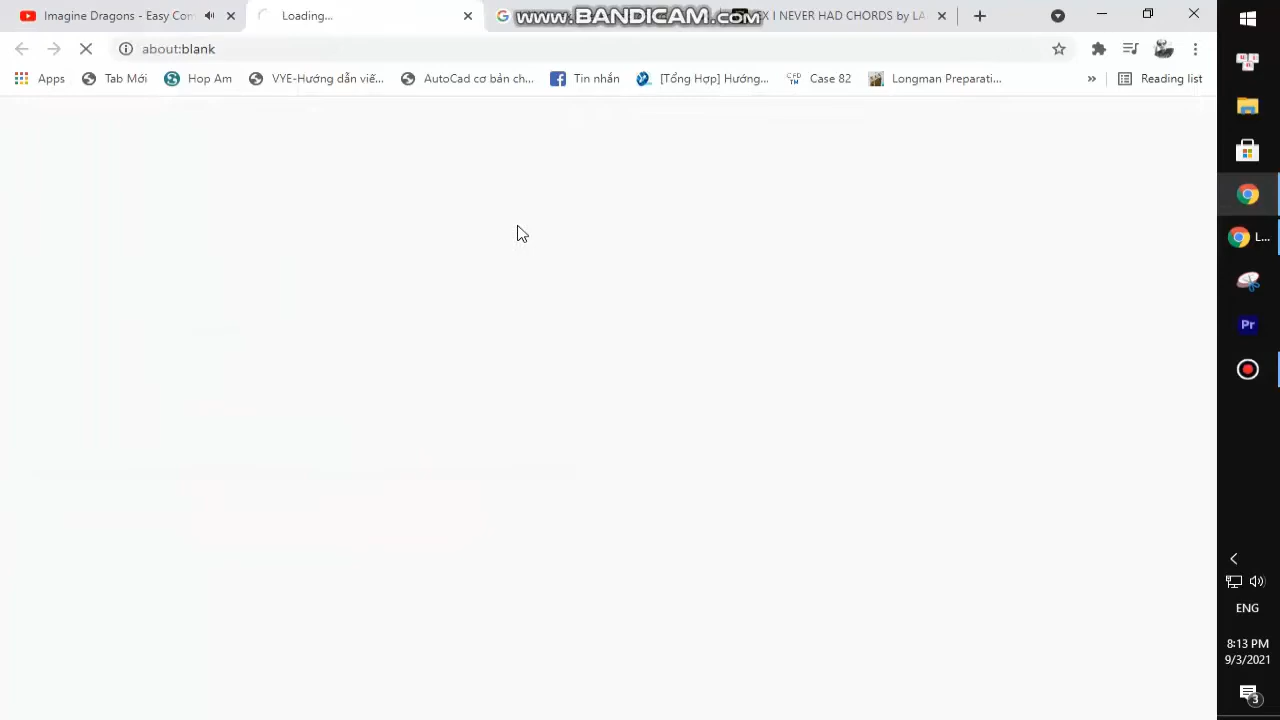 Imagine Dragons - Easy Con
Loading...
www.BANDICAM.com
X I NEVER HAD CHORDS by LA
about:blank
Apps
Tab Mới
Hop Am
VYE-Hướng dẫn viế...
AutoCad cơ bản ch...
Tin nhắn
[Tổng Hợp] Hướng...
Case 82
Longman Preparati...
»
Reading list
L...
Pr
ENG
8:13 PM
9/3/2021
3